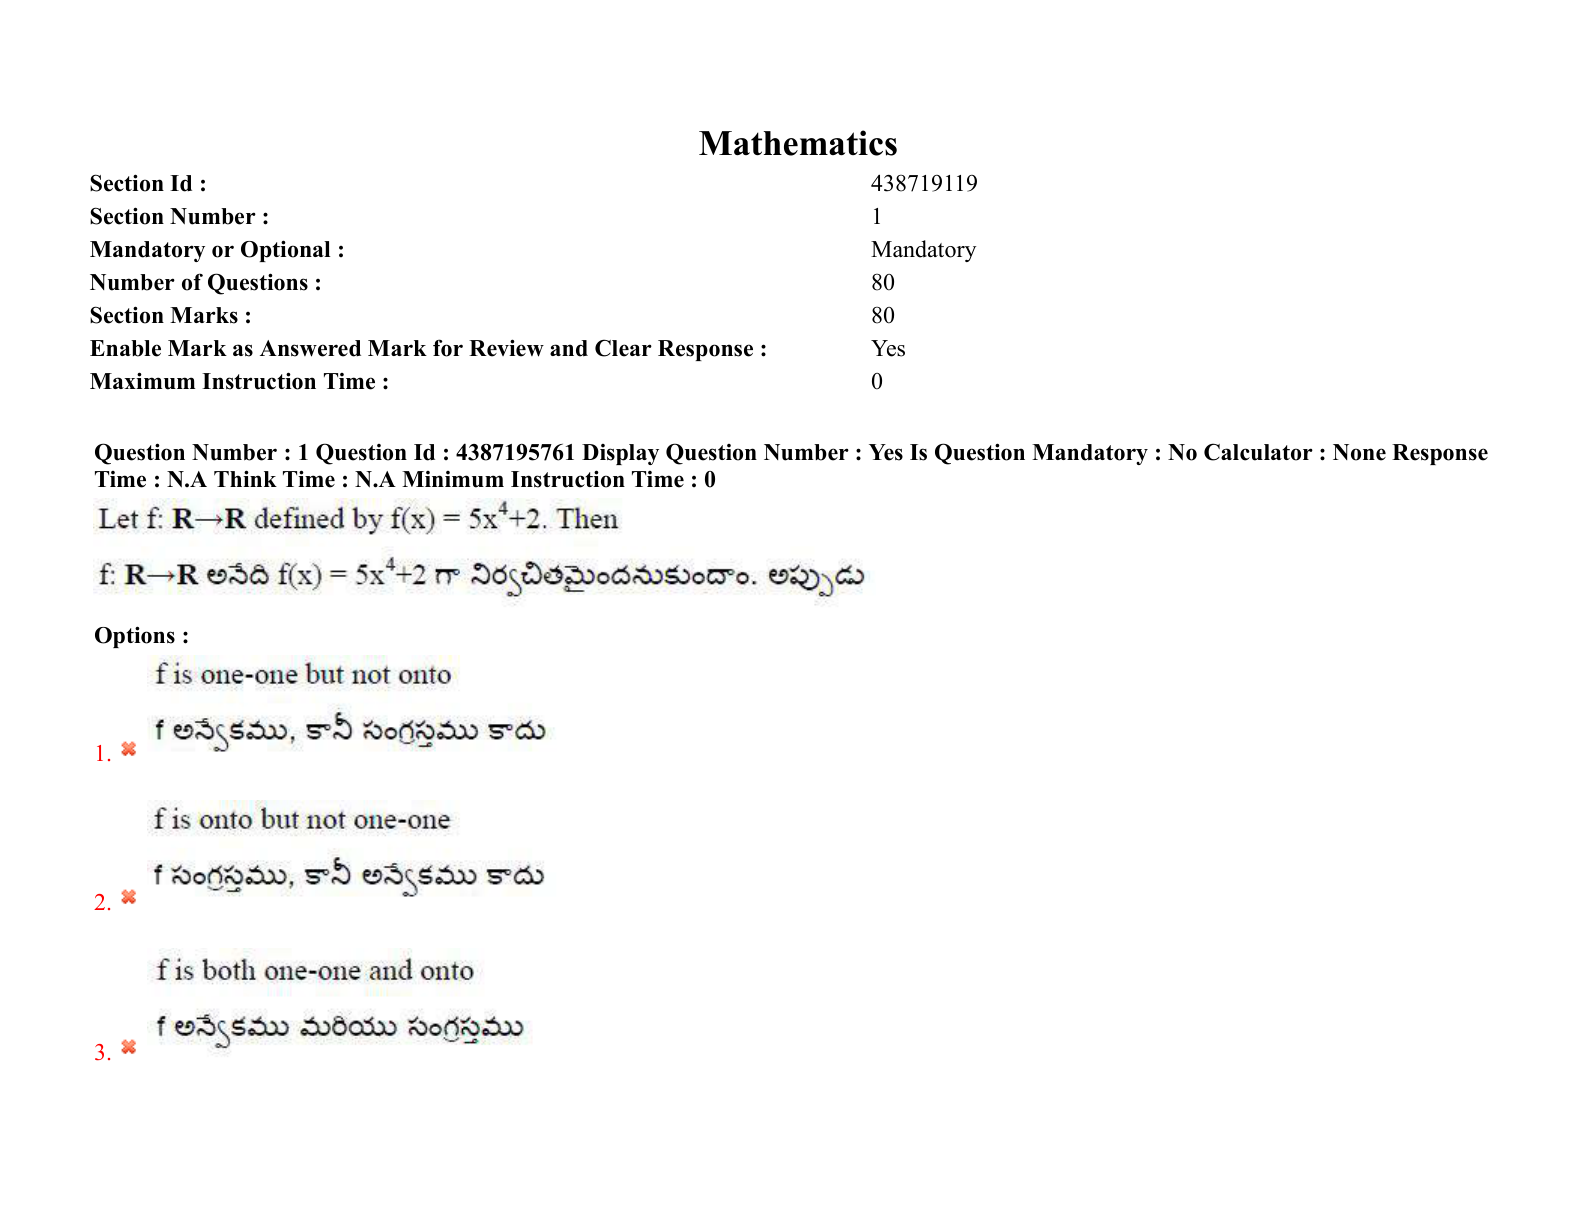 Mathematics
Section Id : 438719119
Section Number : 1
Mandatory or Optional : Mandatory
Number of Questions : 80
Section Marks : 80
Enable Mark as Answered Mark for Review and Clear Response : Yes
Maximum Instruction Time : 0
Question Number : 1 Question Id : 4387195761 Display Question Number : Yes Is Question Mandatory : No Calculator : None Response
Time : N.A Think Time : N.A Minimum Instruction Time : 0
Let f: R→R defined by f(x) = 5x⁴+2. Then
f: R→R అనేది f(x) = 5x⁴+2 గా నిర్వచితమైందనుకుందాం. అప్పుడు
Options :
f is one-one but not onto
f అన్వేకము, కానీ సంగ్రస్తము కాదు
1.
f is onto but not one-one
f సంగ్రస్తము, కానీ అన్వేకము కాదు
2.
f is both one-one and onto
f అన్వేకము మరియు సంగ్రస్తము
3.